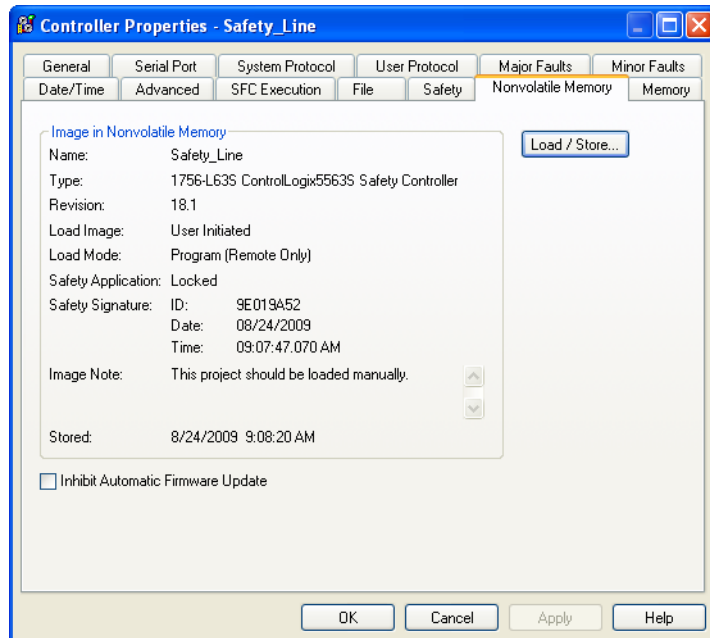 Controller Properties - Safety_Line
General Serial Port System Protocol User Protocol Major Faults Minor Faults
Date/Time Advanced SFC Execution File Safety Nonvolatile Memory Memory
Image in Nonvolatile Memory
Load / Store...
Name: Safety_Line
Type: 1756-L63S ControlLogix5563S Safety Controller
Revision: 18.1
Load Image: User Initiated
Load Mode: Program (Remote Only)
Safety Application: Locked
Safety Signature: ID: 9E019A52
Date: 08/24/2009
Time: 09:07:47.070 AM
Image Note: This project should be loaded manually.
Stored: 8/24/2009 9:08:20 AM
Inhibit Automatic Firmware Update
OK Cancel Apply Help